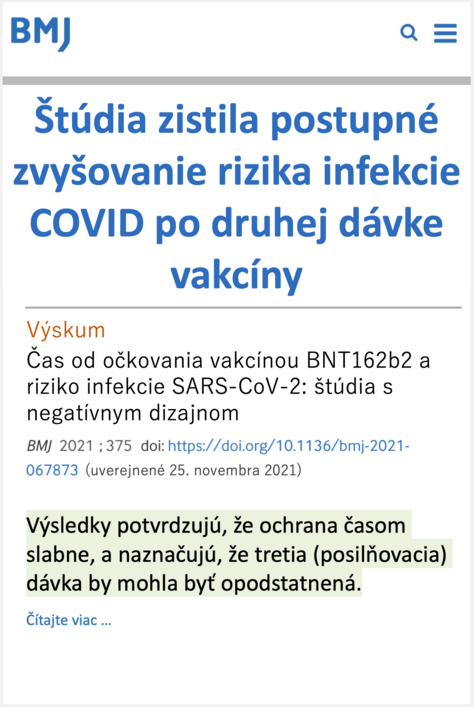 BMJ
Štúdia zistila postupné
zvyšovanie rizika infekcie
COVID po druhej dávke
vakcíny
Výskum
Čas od očkovania vakcínou BNT162b2 a
riziko infekcie SARS-CoV-2: štúdia s
negatívnym dizajnom
BMJ 2021 ; 375 doi: https://doi.org/10.1136/bmj-2021-
067873 (uverejnené 25. novembra 2021)
Výsledky potvrdzujú, že ochrana časom
slabne, a naznačujú, že tretia (posilňovacia)
dávka by mohla byť opodstatnená.
Čítajte viac ...